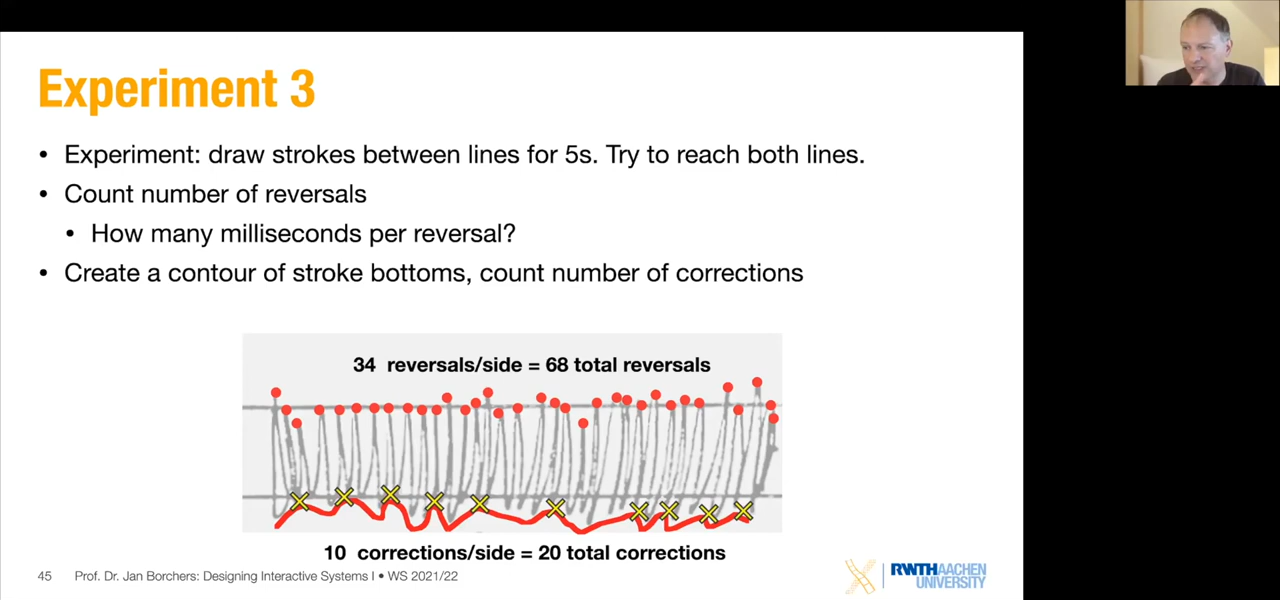 Experiment 3
• Experiment: draw strokes between lines for 5s. Try to reach both lines.
• Count number of reversals
• How many milliseconds per reversal?
• Create a contour of stroke bottoms, count number of corrections
34 reversals/side = 68 total reversals
10 corrections/side = 20 total corrections
45 Prof. Dr. Jan Borchers: Designing Interactive Systems I • WS 2021/22
RWTHAACHEN
UNIVERSITY